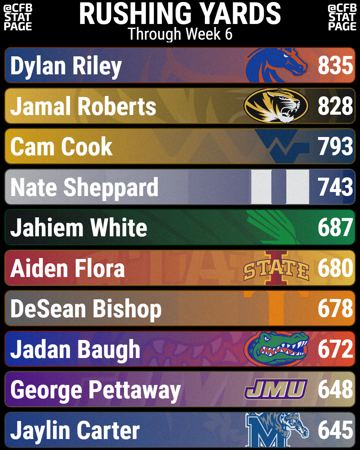 @CFB
STAT
PAGE
RUSHING YARDS
Through Week 6
@CFB
STAT
PAGE
Dylan Riley 835
Jamal Roberts 828
Cam Cook WV 793
Nate Sheppard 743
Jahiem White 687
Aiden Flora I STATE 680
DeSean Bishop T 678
Jadan Baugh 672
George Pettaway JMU 648
Jaylin Carter M 645